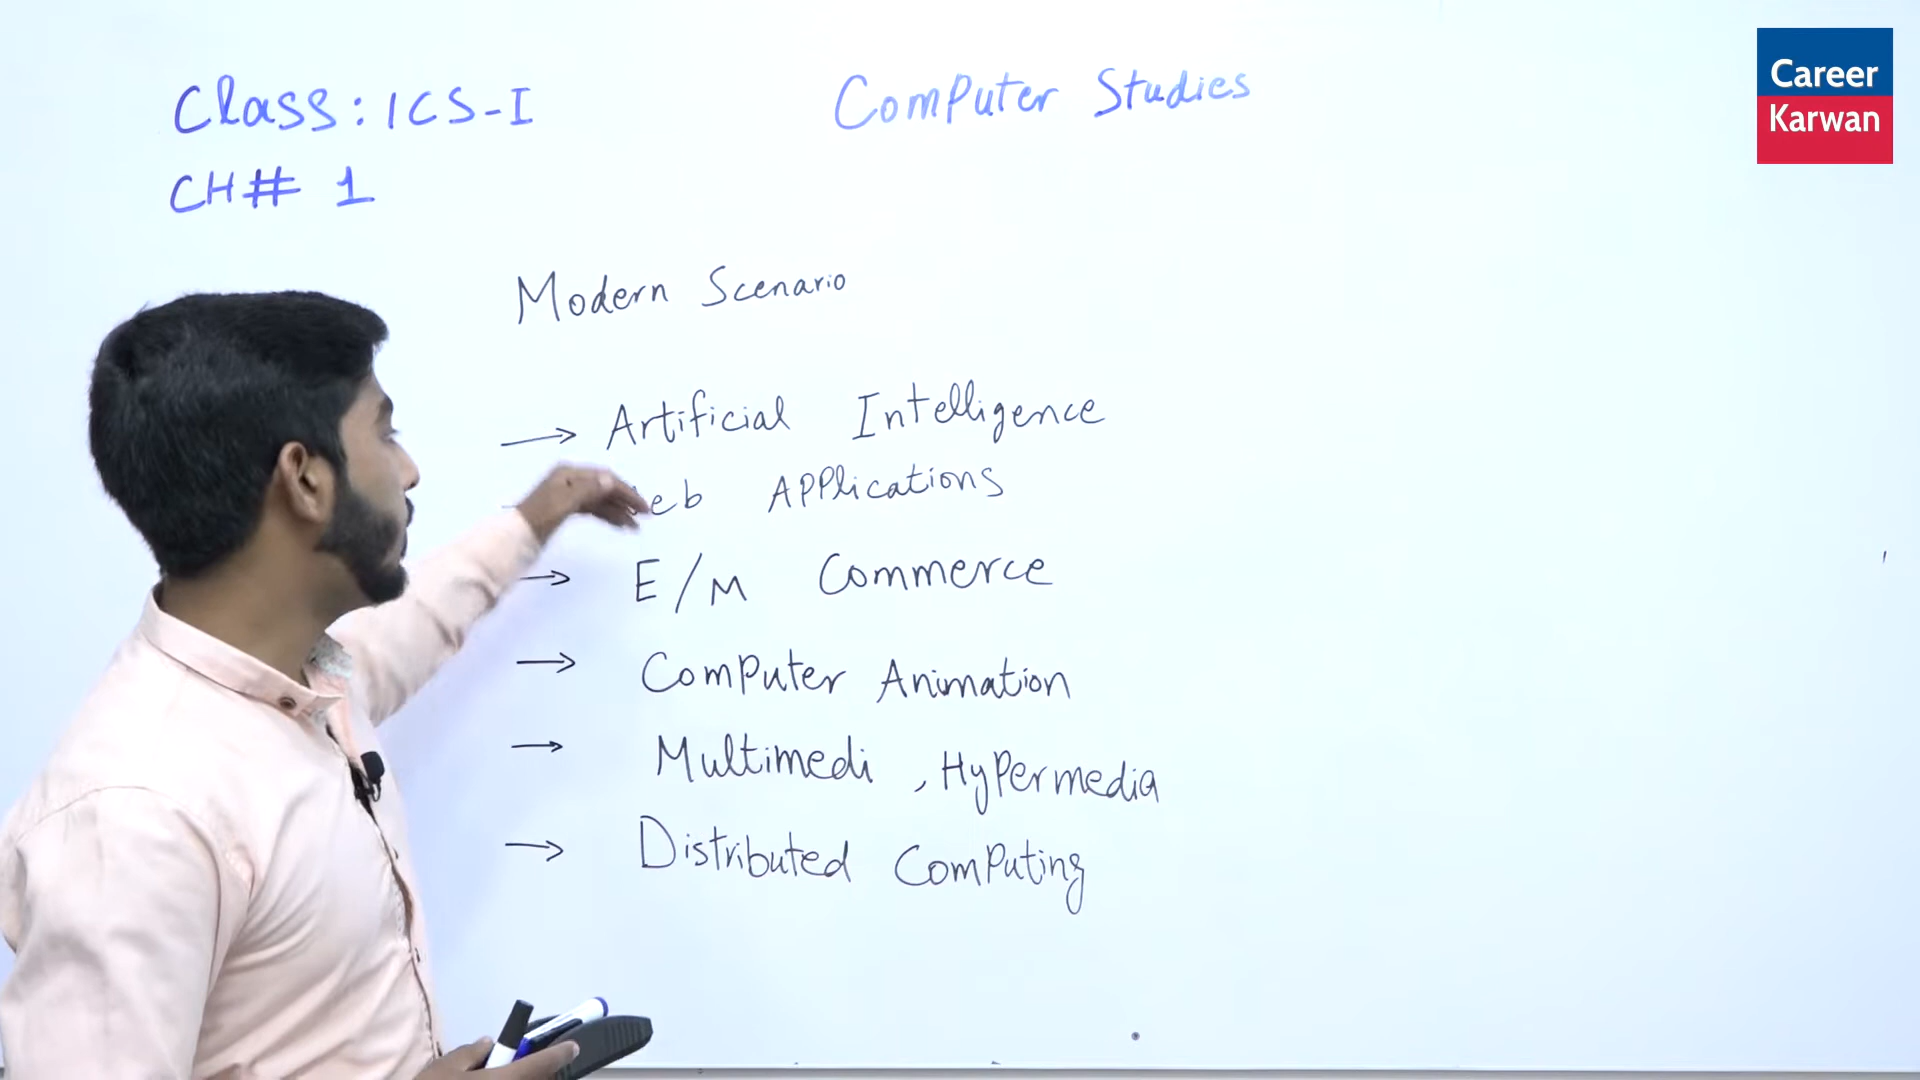 Class: ICS-I
Computer Studies
CH# 1
Career
Karwan
Modern Scenario
→ Artificial Intelligence
Applications
→ E/M Commerce
→ Computer Animation
→ Multimedi , Hypermedia
→ Distributed Computing